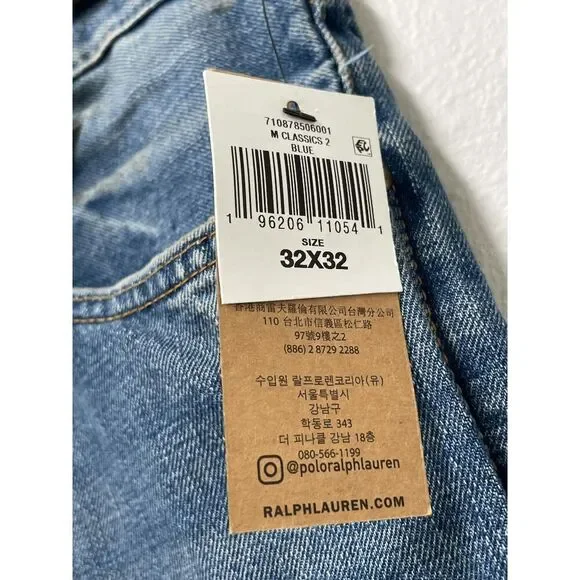 710878506001
M CLASSICS 2
BLUE
1 96206 11054 1
SIZE
32X32
香港商雷夫羅倫有限公司台灣分公司
110 台北市信義區松仁路
97號9樓之2
(886) 2 8729 2288
수입원 랄프로렌코리아(유)
서울특별시
강남구
학동로 343
더 피나클 강남 18층
080-566-1199
@poloralphlauren
RALPHLAUREN.COM